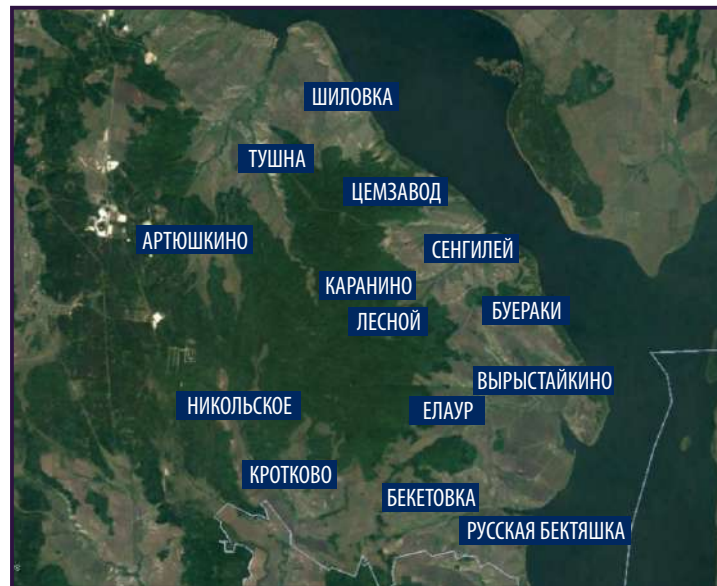 ШИЛОВКА
ТУШНА
ЦЕМЗАВОД
АРТЮШКИНО
СЕНГИЛЕЙ
КАРАНИНО
БУЕРАКИ
ЛЕСНОЙ
ВЫРЫСТАЙКИНО
НИКОЛЬСКОЕ
ЕЛАУР
КРОТКОВО
БЕКЕТОВКА
РУССКАЯ БЕКТЯШКА